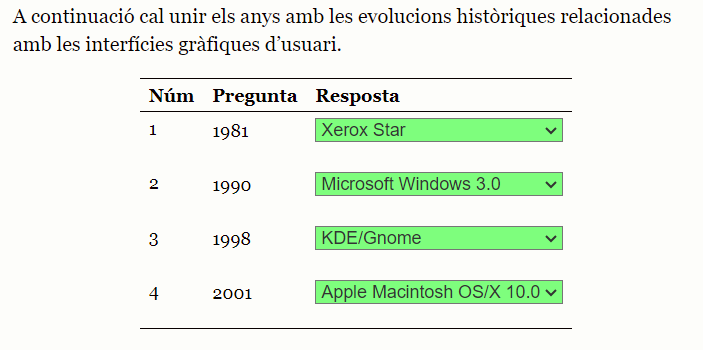 A continuació cal unir els anys amb les evolucions històriques relacionades
amb les interfícies gràfiques d’usuari.
Núm Pregunta Resposta
1 1981 Xerox Star
2 1990 Microsoft Windows 3.0
3 1998 KDE/Gnome
4 2001 Apple Macintosh OS/X 10.0